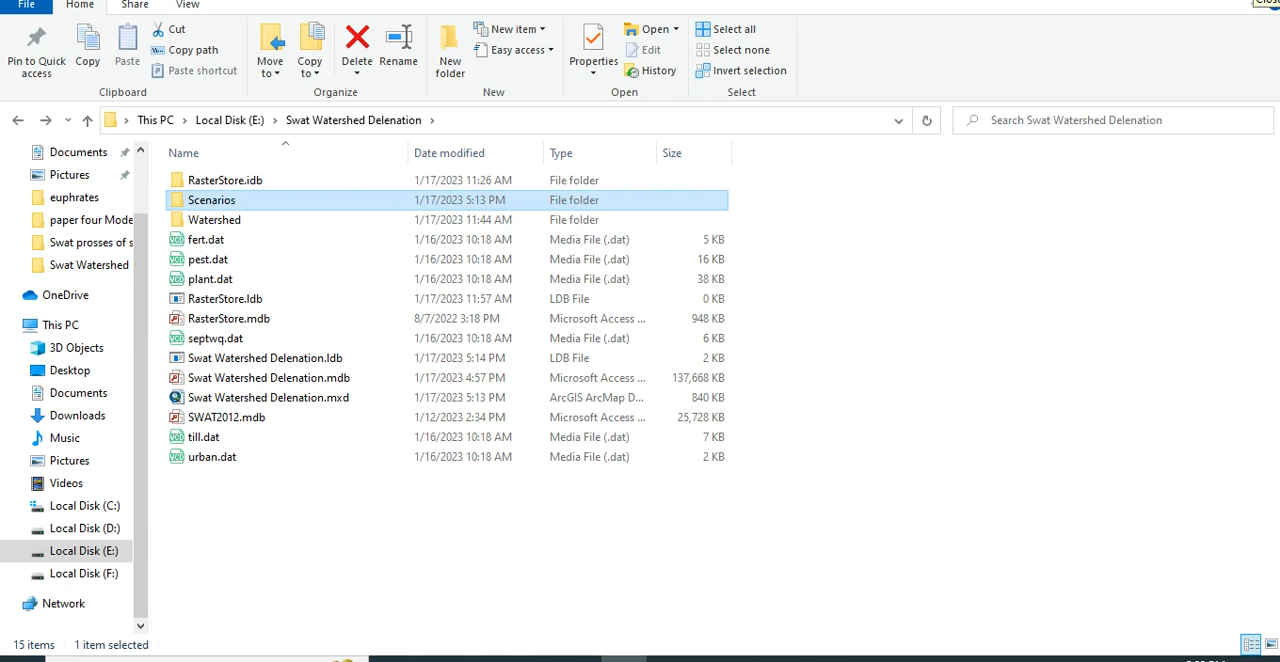 File Home Share View
Pin to Quick access
Copy
Paste
Cut
Copy path
Paste shortcut
Clipboard
Move to
Copy to
Delete
Rename
Organize
New folder
New item
Easy access
New
Properties
Open
Edit
History
Open
Select all
Select none
Invert selection
Select
This PC Local Disk (E:) Swat Watershed Delenation
Search Swat Watershed Delenation
Documents
Pictures
euphrates
paper four Mode
Swat prosses of s
Swat Watershed
OneDrive
This PC
3D Objects
Desktop
Documents
Downloads
Music
Pictures
Videos
Local Disk (C:)
Local Disk (D:)
Local Disk (E:)
Local Disk (F:)
Network
Name Date modified Type Size
RasterStore.idb 1/17/2023 11:26 AM File folder
Scenarios 1/17/2023 5:13 PM File folder
Watershed 1/17/2023 11:44 AM File folder
fert.dat 1/16/2023 10:18 AM Media File (.dat) 5 KB
pest.dat 1/16/2023 10:18 AM Media File (.dat) 16 KB
plant.dat 1/16/2023 10:18 AM Media File (.dat) 38 KB
RasterStore.ldb 1/17/2023 11:57 AM LDB File 0 KB
RasterStore.mdb 8/7/2022 3:18 PM Microsoft Access ... 948 KB
septwq.dat 1/16/2023 10:18 AM Media File (.dat) 6 KB
Swat Watershed Delenation.ldb 1/17/2023 5:14 PM LDB File 2 KB
Swat Watershed Delenation.mdb 1/17/2023 4:57 PM Microsoft Access ... 137,668 KB
Swat Watershed Delenation.mxd 1/17/2023 5:13 PM ArcGIS ArcMap D... 840 KB
SWAT2012.mdb 1/12/2023 2:34 PM Microsoft Access ... 25,728 KB
till.dat 1/16/2023 10:18 AM Media File (.dat) 7 KB
urban.dat 1/16/2023 10:18 AM Media File (.dat) 2 KB
15 items 1 item selected